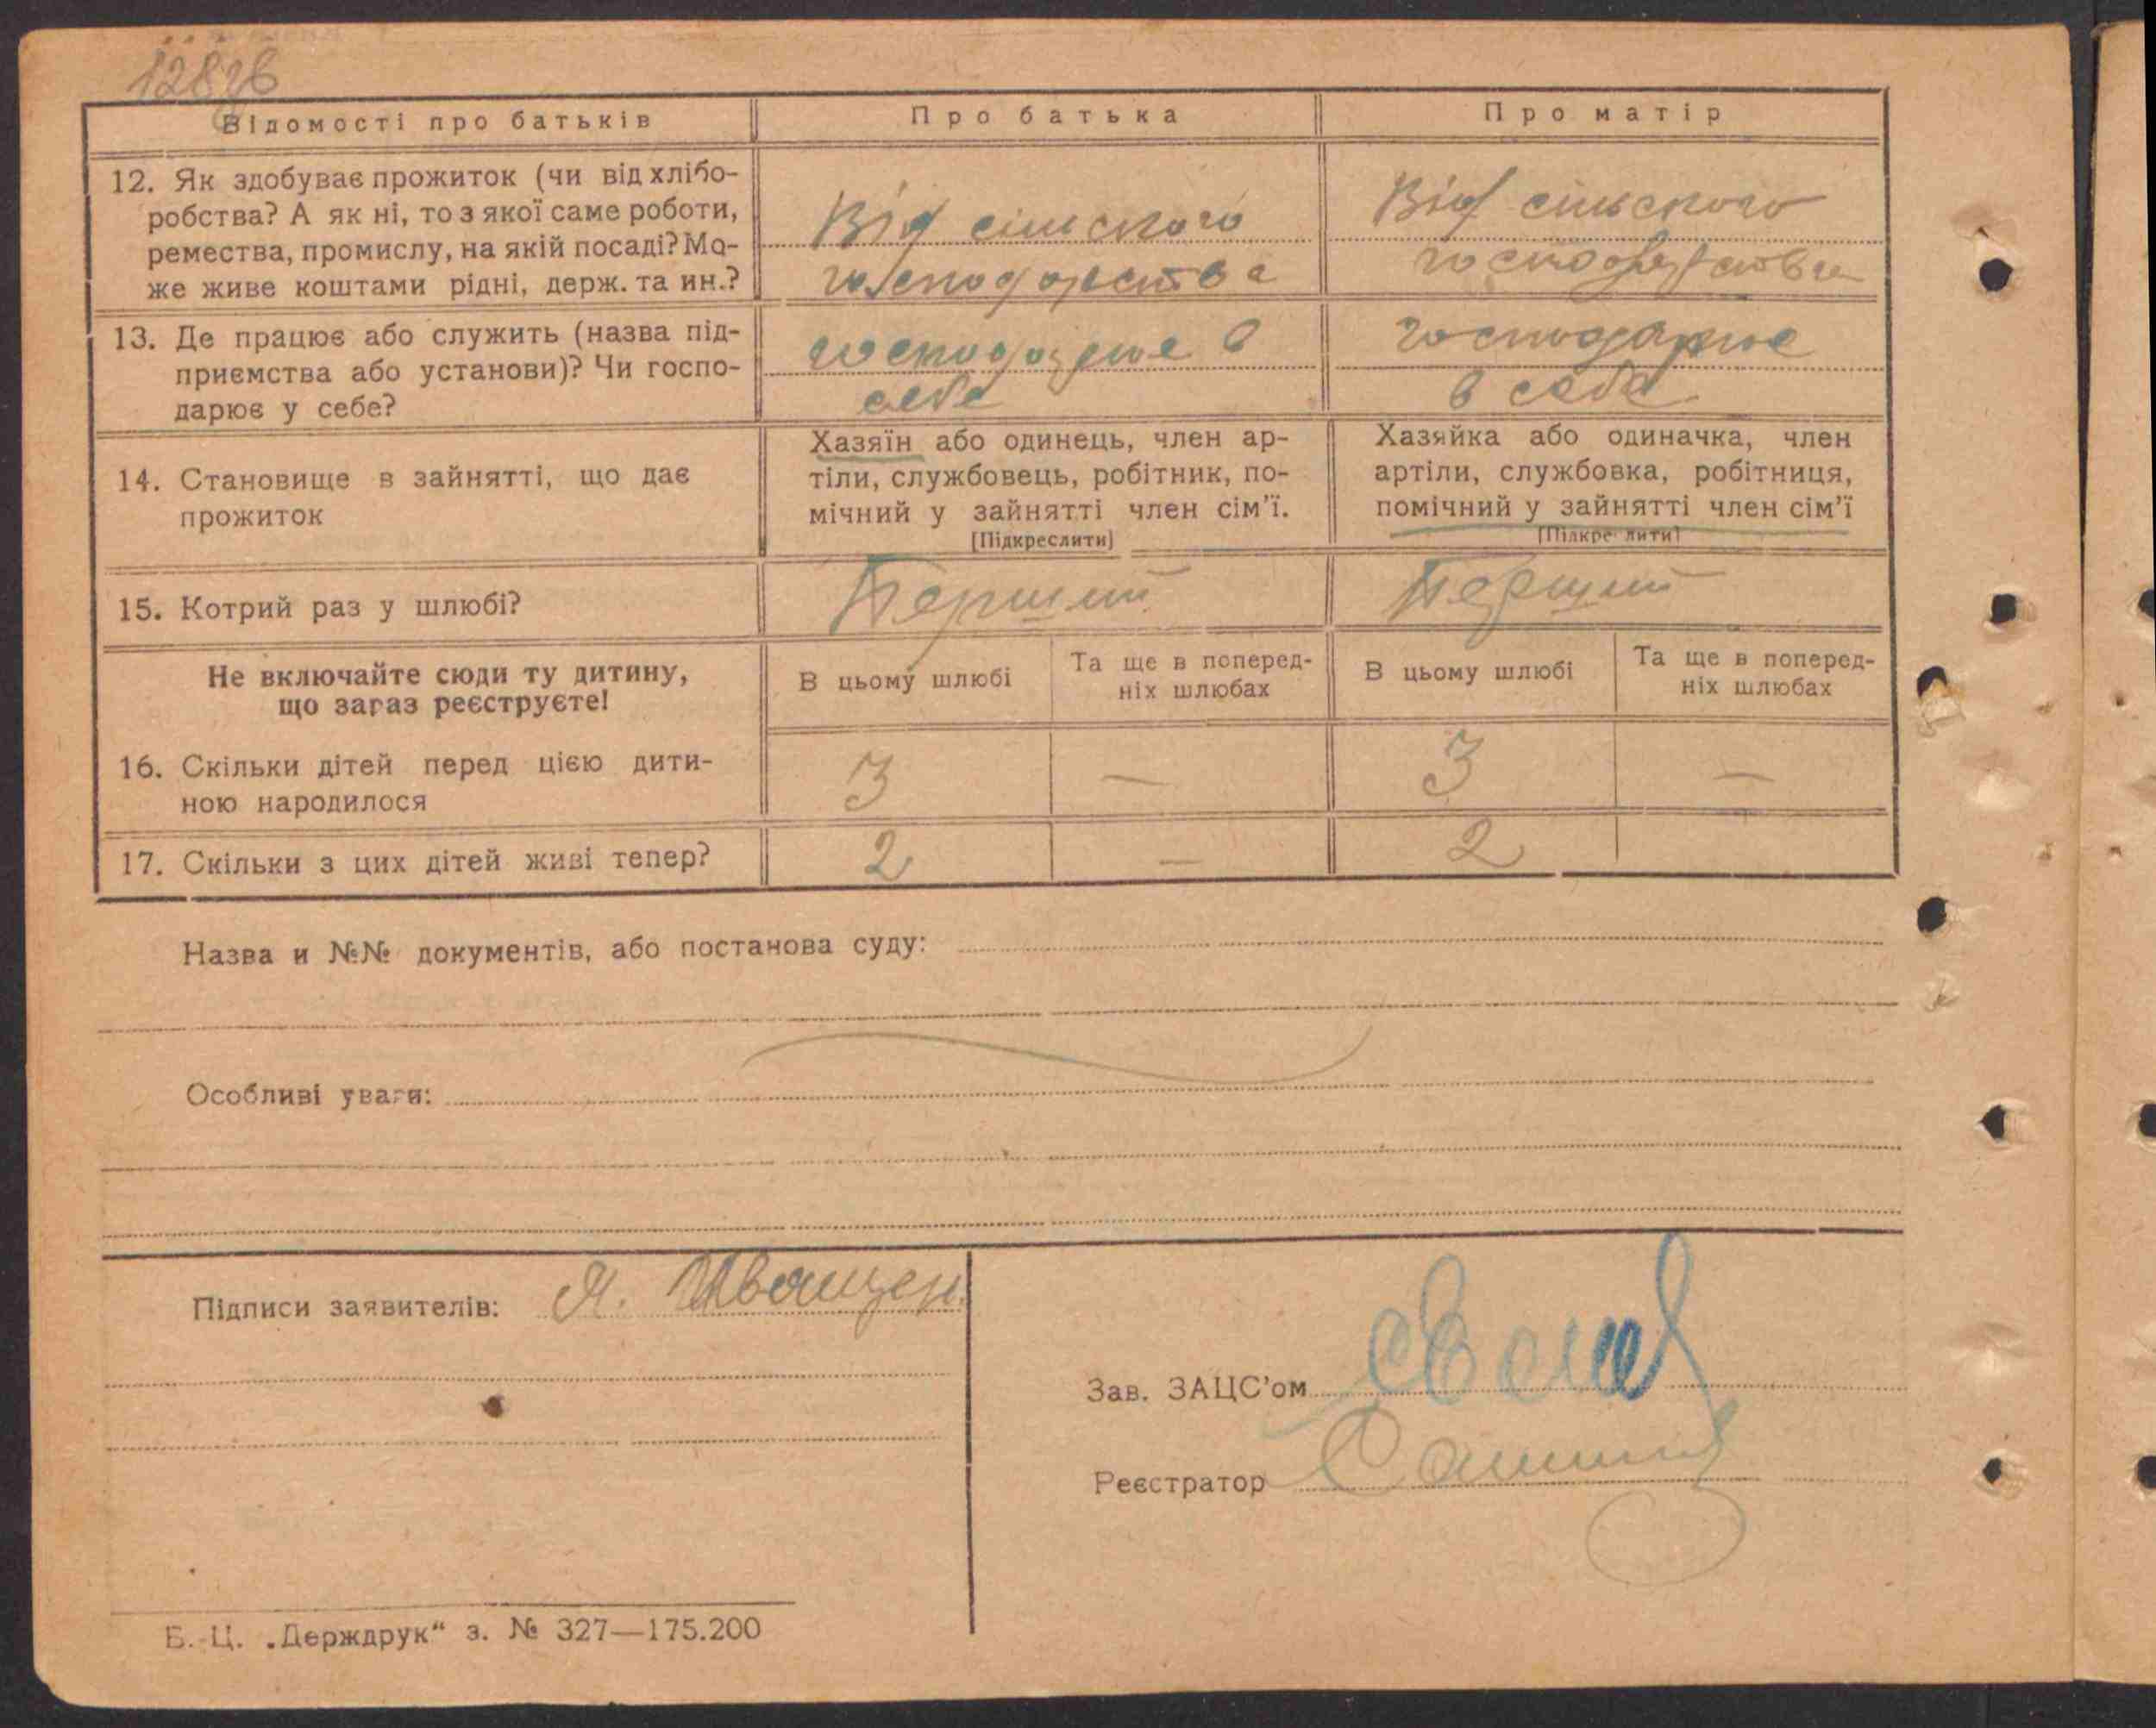 Відомості про батьків
Про батька
Про матір
12. Як здобуває прожиток (чи від хлібо-
робства? А як ні, то з якої саме роботи,
ремества, промислу, на якій посаді? Мо-
же живе коштами рідні, держ. та ин.?
Від сільского
господарства
Від сільского
господарства
13. Де працює або служить (назва під-
приємства або установи)? Чи госпо-
дарює у себе?
господарює в
себе
господарює
в себе
14. Становище в зайнятті, що дає
прожиток
Хазяїн або одинець, член ар-
тіли, службовець, робітник, по-
мічний у зайнятті член сім'ї.
[Підкреслити]
Хазяйка або одиначка, член
артіли, службовка, робітниця,
помічний у зайнятті член сім'ї
[Підкреслити]
15. Котрий раз у шлюбі?
Перший
Перший
Не включайте сюди ту дитину,
що зараз реєструєте!
В цьому шлюбі
Та ще в поперед-
ніх шлюбах
В цьому шлюбі
Та ще в поперед-
ніх шлюбах
16. Скільки дітей перед цією дити-
ною народилося
3
—
3
—
17. Скільки з цих дітей живі тепер?
2
—
2
Назва и №№ документів, або постанова суду:
Особливі уваги:
Підписи заявителів: Я. Иващен
Зав. ЗАЦС'ом
Реєстратор
Б.-Ц. „Держдрук“ з. № 327—175.200